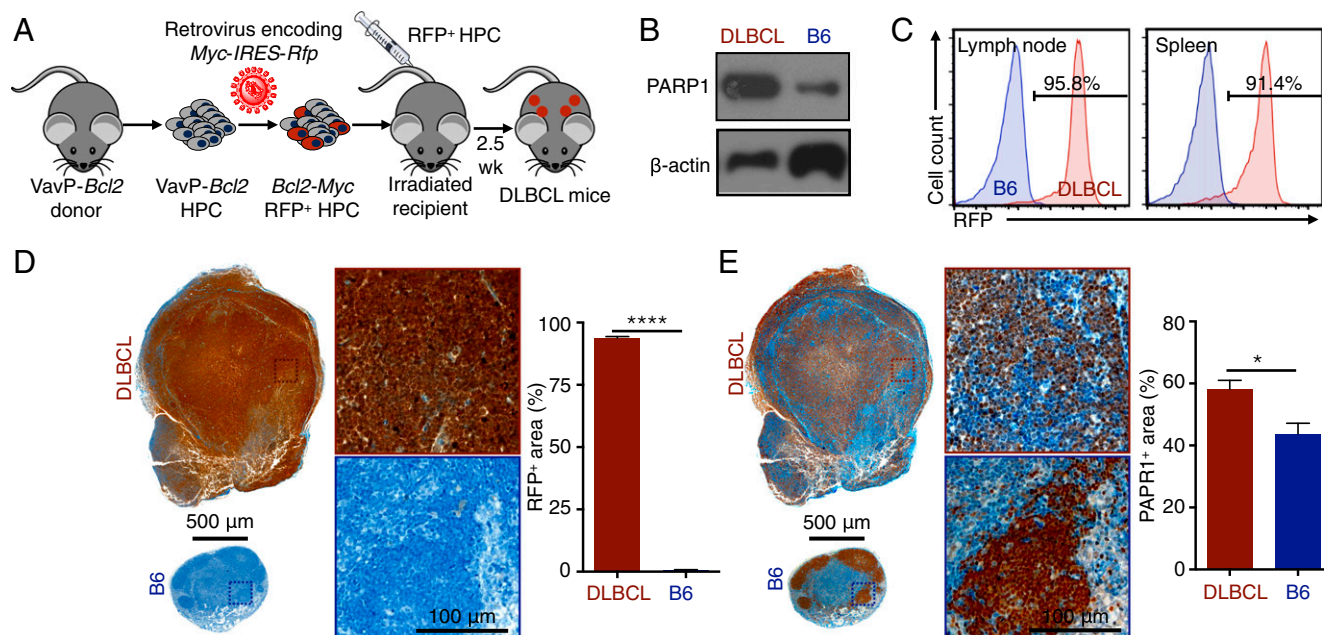 A
Retrovirus encoding
Myc-IRES-Rfp
RFP⁺ HPC
VavP-Bcl2
donor
VavP-Bcl2
HPC
Bcl2-Myc
RFP⁺ HPC
Irradiated
recipient
2.5
wk
DLBCL mice
B
DLBCL B6
PARP1
β-actin
C
Cell count
Lymph node
95.8%
B6
DLBCL
Spleen
91.4%
RFP
D
DLBCL
500 µm
B6
100 µm
RFP⁺ area (%)
100
75
50
25
0
****
DLBCL B6
E
DLBCL
500 µm
B6
100 µm
PAPR1⁺ area (%)
80
60
40
20
0
*
DLBCL B6